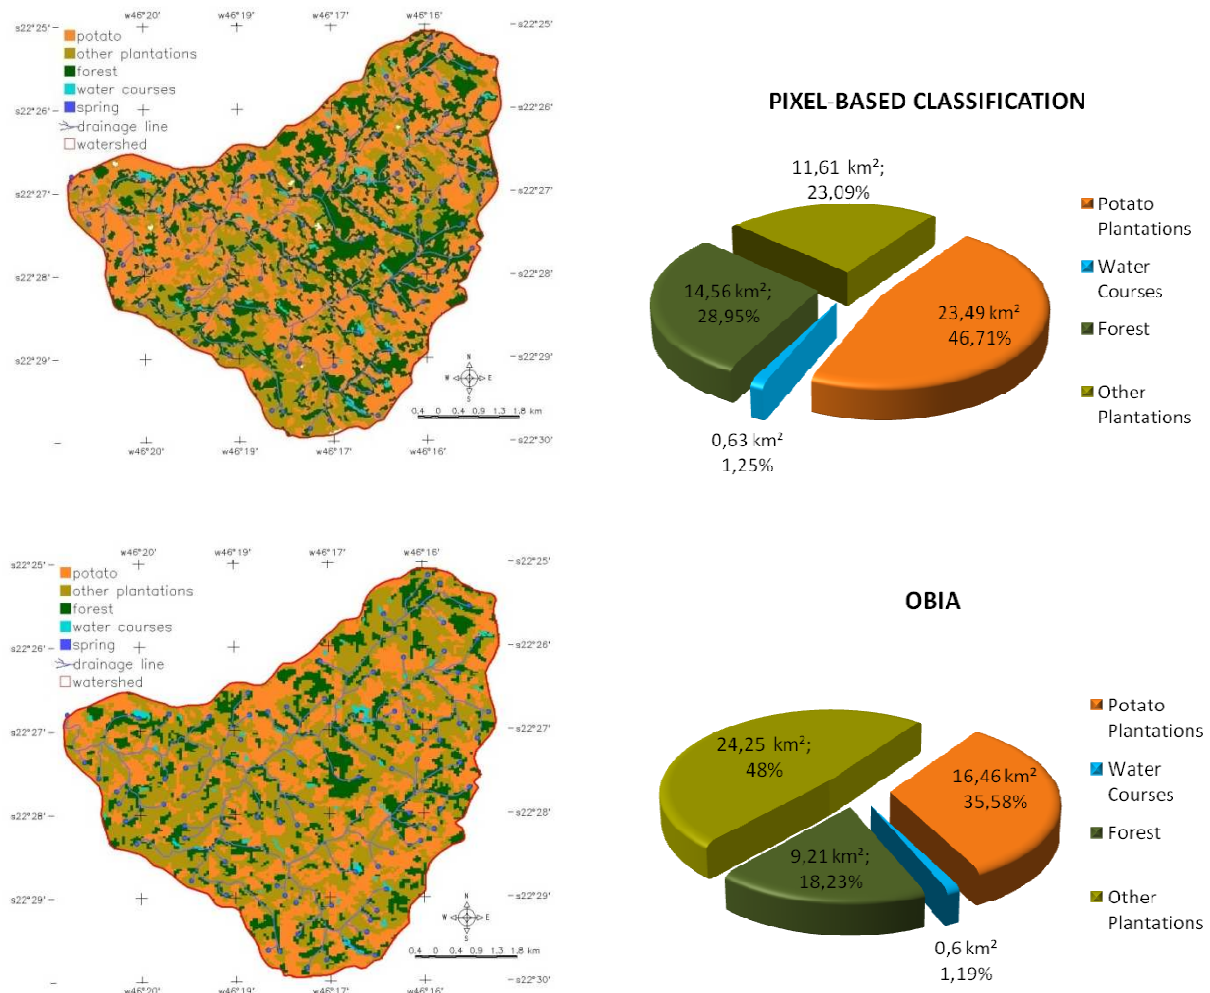 w46°20'
w46°19'
w46°17'
w46°16'
s22°25'
s22°25'
potato
other plantations
forest
water courses
spring
drainage line
watershed
s22°26'
s22°26'
s22°27'
s22°27'
s22°28'
s22°28'
s22°29'
s22°29'
N
W
E
S
0.4 0 0.4 0.9 1.3 1.8 km
s22°30'
w46°20'
w46°19'
w46°17'
w46°16'
PIXEL-BASED CLASSIFICATION
11,61 km²;
23,09%
14,56 km²;
28,95%
23,49 km²
46,71%
0,63 km²
1,25%
Potato
Plantations
Water
Courses
Forest
Other
Plantations
w46°20'
w46°19'
w46°17'
w46°16'
s22°25'
s22°25'
potato
other plantations
forest
water courses
spring
drainage line
watershed
s22°26'
s22°26'
s22°27'
s22°27'
s22°28'
s22°28'
s22°29'
s22°29'
N
W
E
S
0.4 0 0.4 0.9 1.3 1.8 km
s22°30'
w46°20'
w46°19'
w46°17'
w46°16'
OBIA
24,25 km²;
48%
16,46 km²
35,58%
9,21 km²;
18,23%
0,6 km²
1,19%
Potato
Plantations
Water
Courses
Forest
Other
Plantations